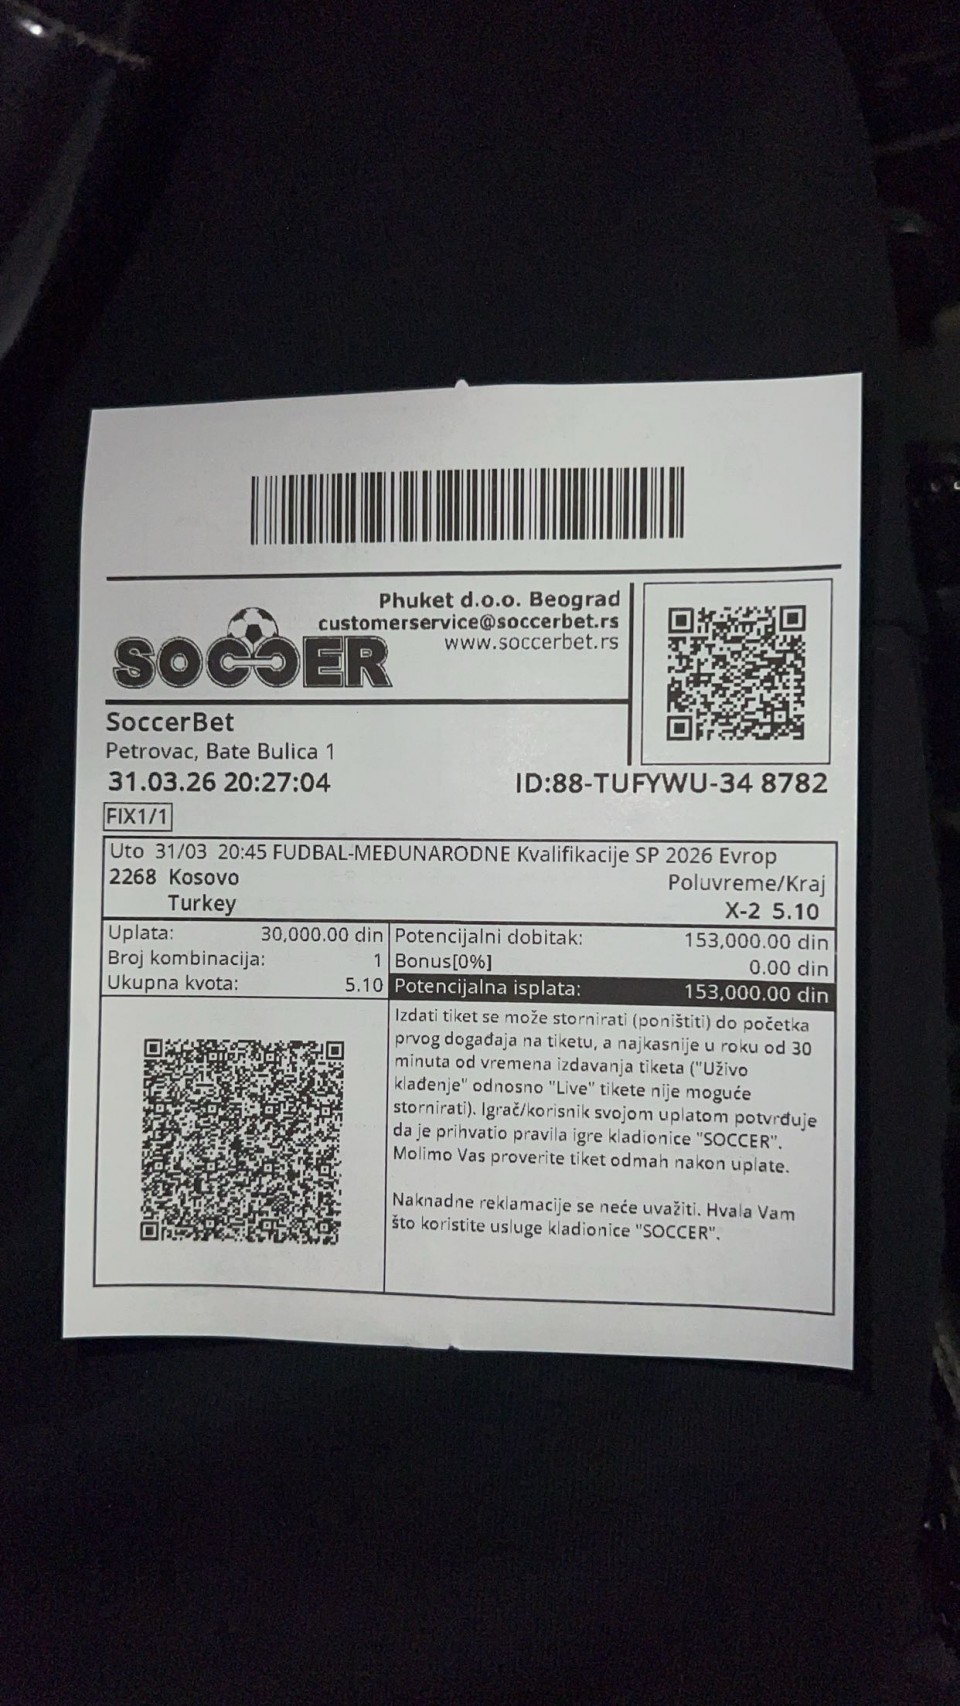 Phuket d.o.o. Beograd
customerservice@soccerbet.rs
www.soccerbet.rs
SOCCER
SoccerBet
Petrovac, Bate Bulica 1
31.03.26 20:27:04 ID:88-TUFYWU-34 8782
FIX1/1
Uto 31/03 20:45 FUDBAL-MEĐUNARODNE Kvalifikacije SP 2026 Evrop
2268 Kosovo Poluvreme/Kraj
Turkey X-2 5.10
Uplata: 30,000.00 din
Broj kombinacija: 1
Ukupna kvota: 5.10
Potencijalni dobitak: 153,000.00 din
Bonus[0%] 0.00 din
Potencijalna isplata: 153,000.00 din
Izdati tiket se može stornirati (poništiti) do početka
prvog događaja na tiketu, a najkasnije u roku od 30
minuta od vremena izdavanja tiketa ("Uživo
klađenje" odnosno "Live" tikete nije moguće
stornirati). Igrač/korisnik svojom uplatom potvrđuje
da je prihvatio pravila igre kladionice "SOCCER".
Molimo Vas proverite tiket odmah nakon uplate.
Naknadne reklamacije se neće uvažiti. Hvala Vam
što koristite usluge kladionice "SOCCER".